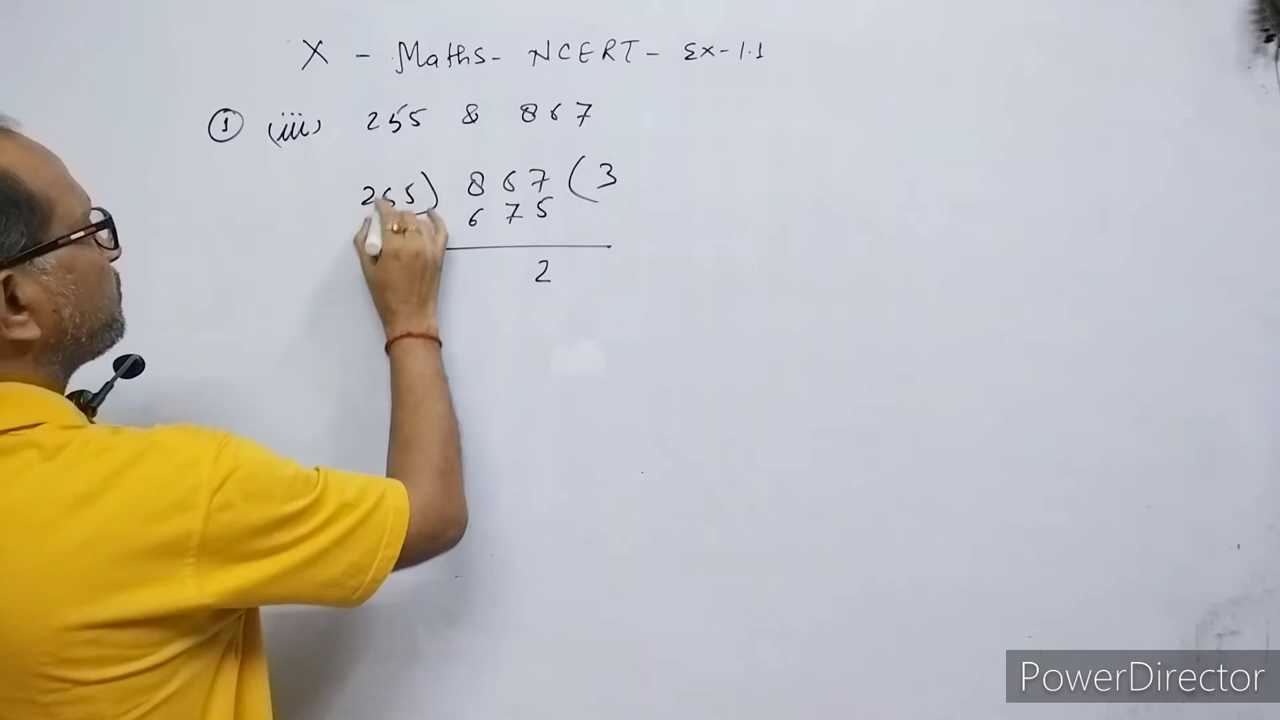 X - Maths - NCERT - Ex-1.1
① (iii) 255 & 867
255) 867 (3
675
2
PowerDirector